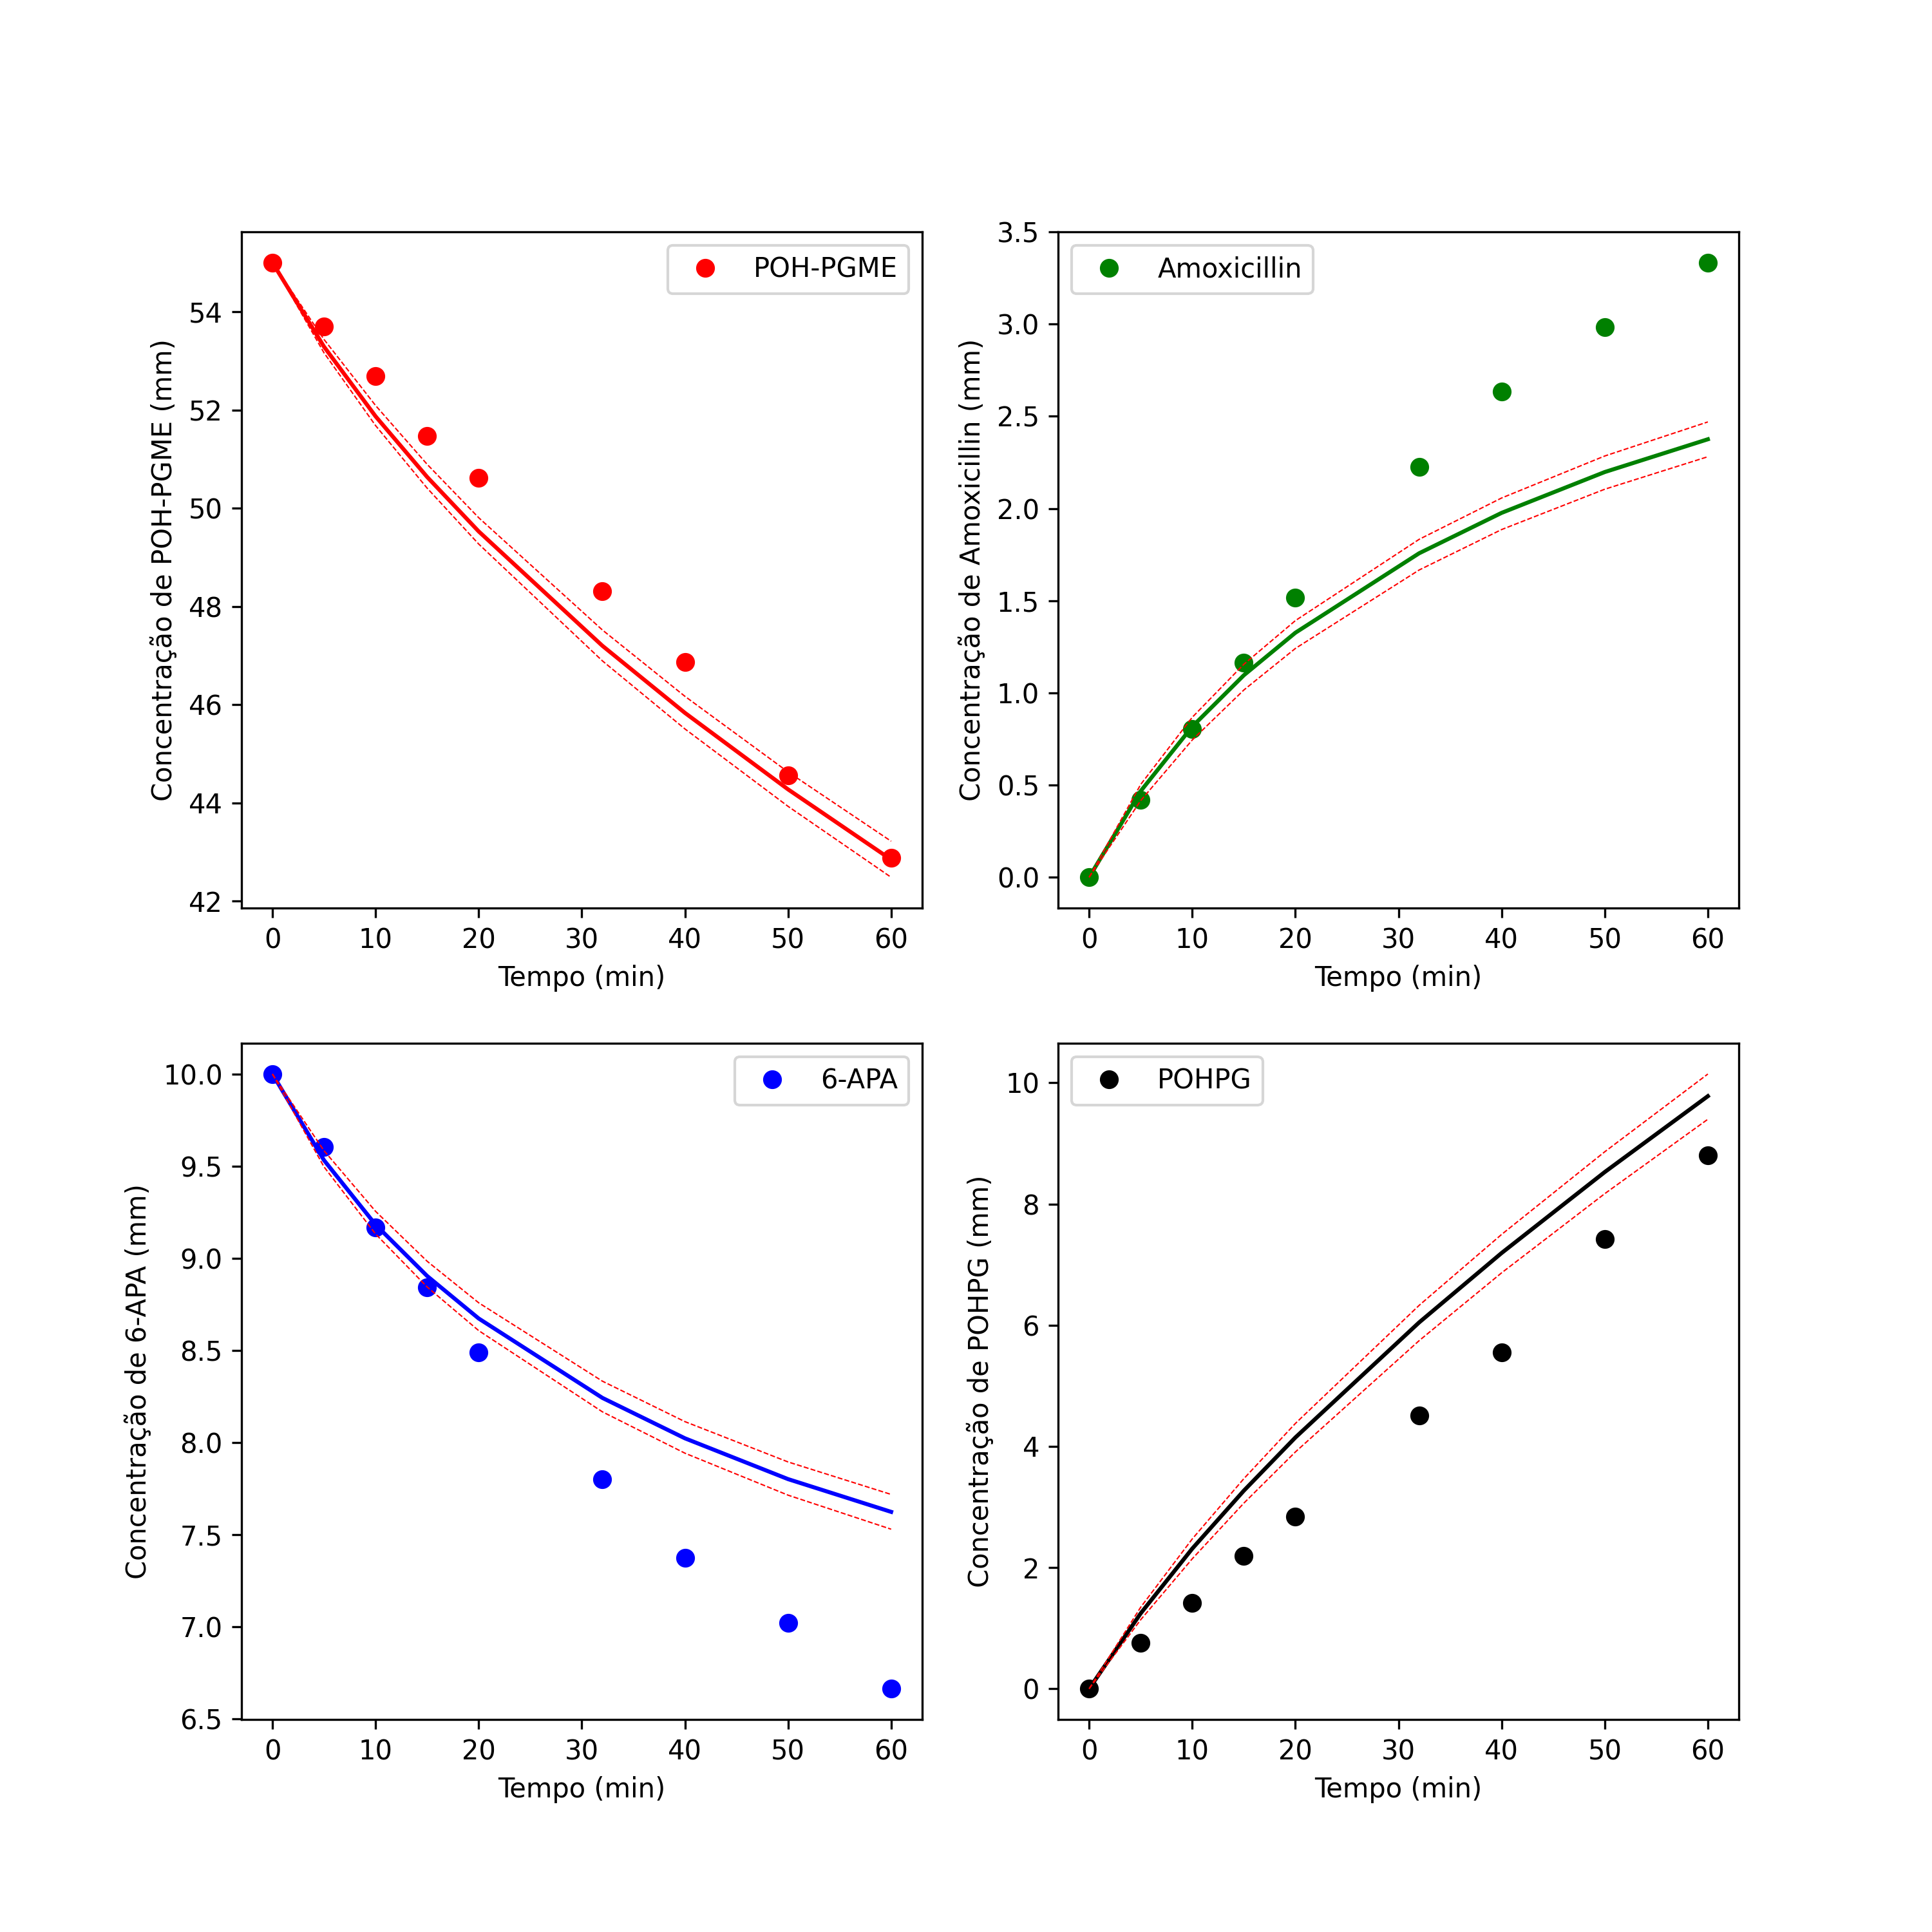 POH-PGME
Concentração de POH-PGME (mm)
54
52
50
48
46
44
42
0 10 20 30 40 50 60
Tempo (min)
Amoxicillin
Concentração de Amoxicillin (mm)
3.5
3.0
2.5
2.0
1.5
1.0
0.5
0.0
0 10 20 30 40 50 60
Tempo (min)
6-APA
Concentração de 6-APA (mm)
10.0
9.5
9.0
8.5
8.0
7.5
7.0
6.5
0 10 20 30 40 50 60
Tempo (min)
POHPG
Concentração de POHPG (mm)
10
8
6
4
2
0
0 10 20 30 40 50 60
Tempo (min)